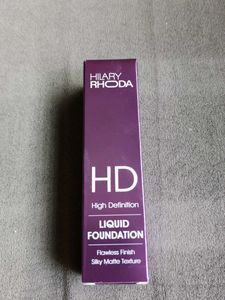 HILARY
RHODA
HD
High Definition
LIQUID
FOUNDATION
Flawless Finish
Silky Matte Texture